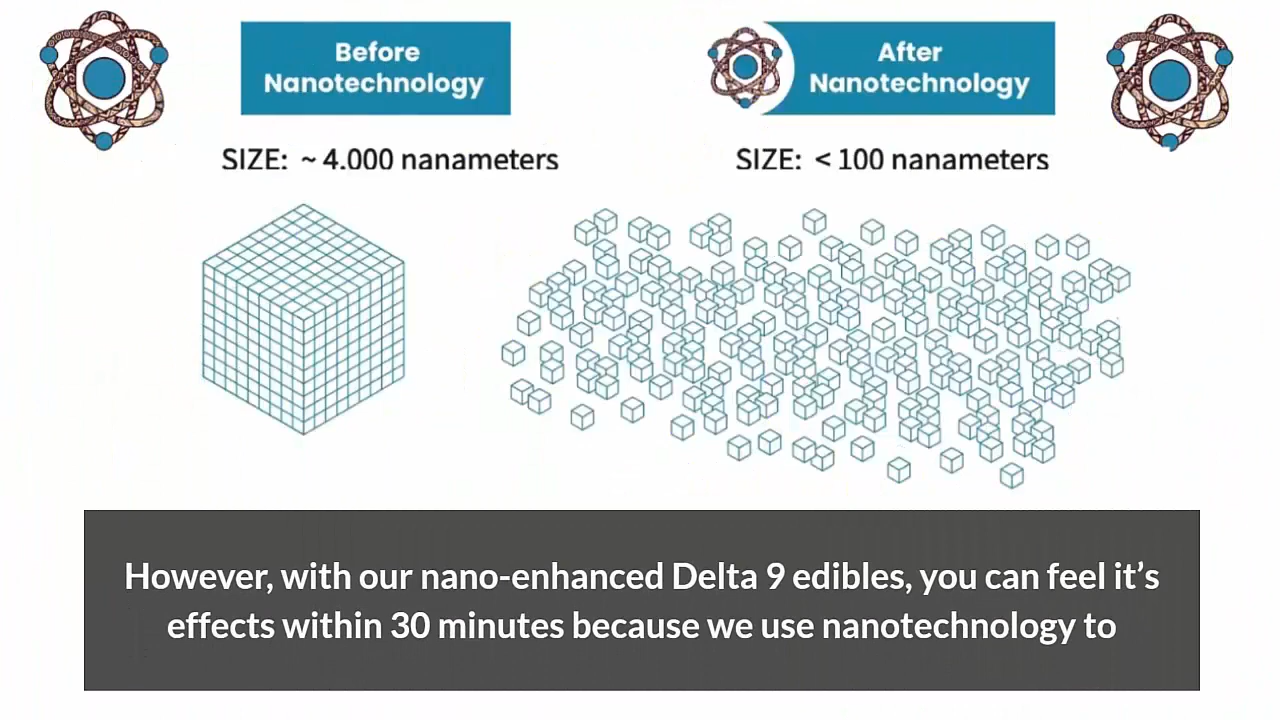 Before
Nanotechnology
After
Nanotechnology
SIZE: ~ 4.000 nanameters
SIZE: < 100 nanameters
However, with our nano-enhanced Delta 9 edibles, you can feel it’s
effects within 30 minutes because we use nanotechnology to